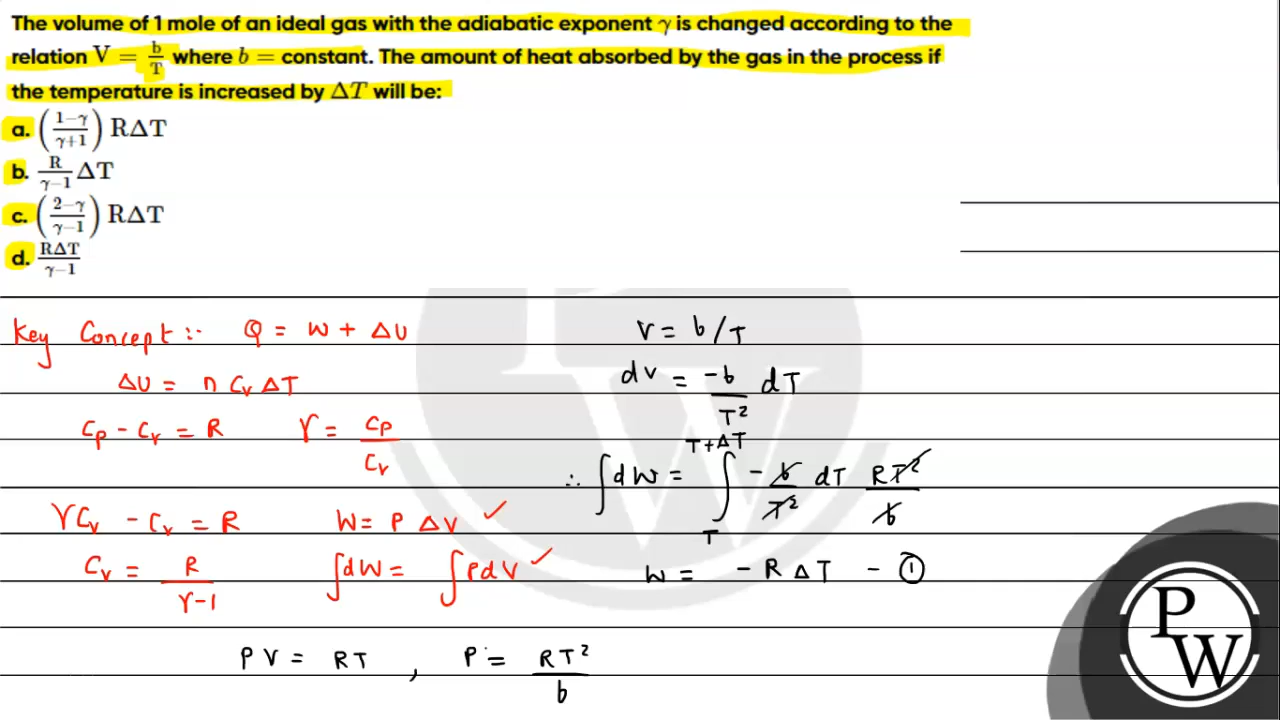 The volume of 1 mole of an ideal gas with the adiabatic exponent γ is changed according to the
relation V = b/T where b = constant. The amount of heat absorbed by the gas in the process if
the temperature is increased by ΔT will be:
a. ((1−γ)/(γ+1)) RΔT
b. R/(γ−1) ΔT
c. ((2−γ)/(γ−1)) RΔT
d. RΔT/(γ−1)
Key Concept :- Q = W + ΔU
ΔU = n Cv ΔT
Cp - Cv = R γ = Cp/Cv
γCv - Cv = R W = P ΔV ✓
Cv = R/(γ-1) ∫dW = ∫PdV ✓
PV = RT , P = RT²/b
V = b/T
dV = -b/T² dT
∴ ∫dW = ∫_T^{T+ΔT} -b/T² dT RT²/b
W = -RΔT - ①
P
W